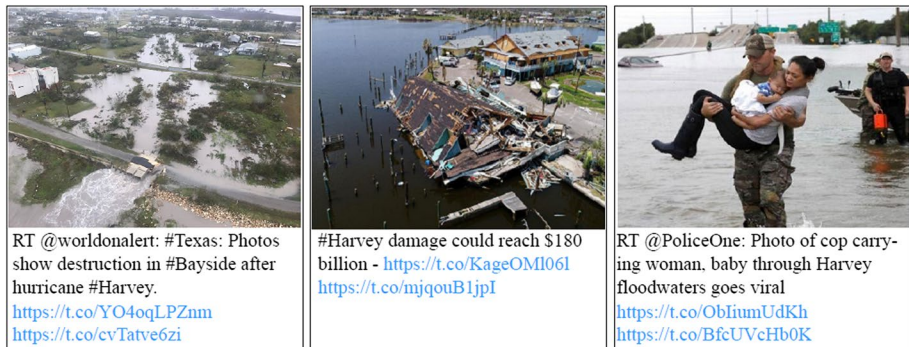 RT @worldonalert: #Texas: Photos
show destruction in #Bayside after
hurricane #Harvey.
https://t.co/YO4oqLPZnm
https://t.co/cvTatve6zi
#Harvey damage could reach $180
billion - https://t.co/KageOMl06l
https://t.co/mjqouB1jpI
RT @PoliceOne: Photo of cop carry-
ing woman, baby through Harvey
floodwaters goes viral
https://t.co/ObIiumUdKh
https://t.co/BfcUVcHb0K